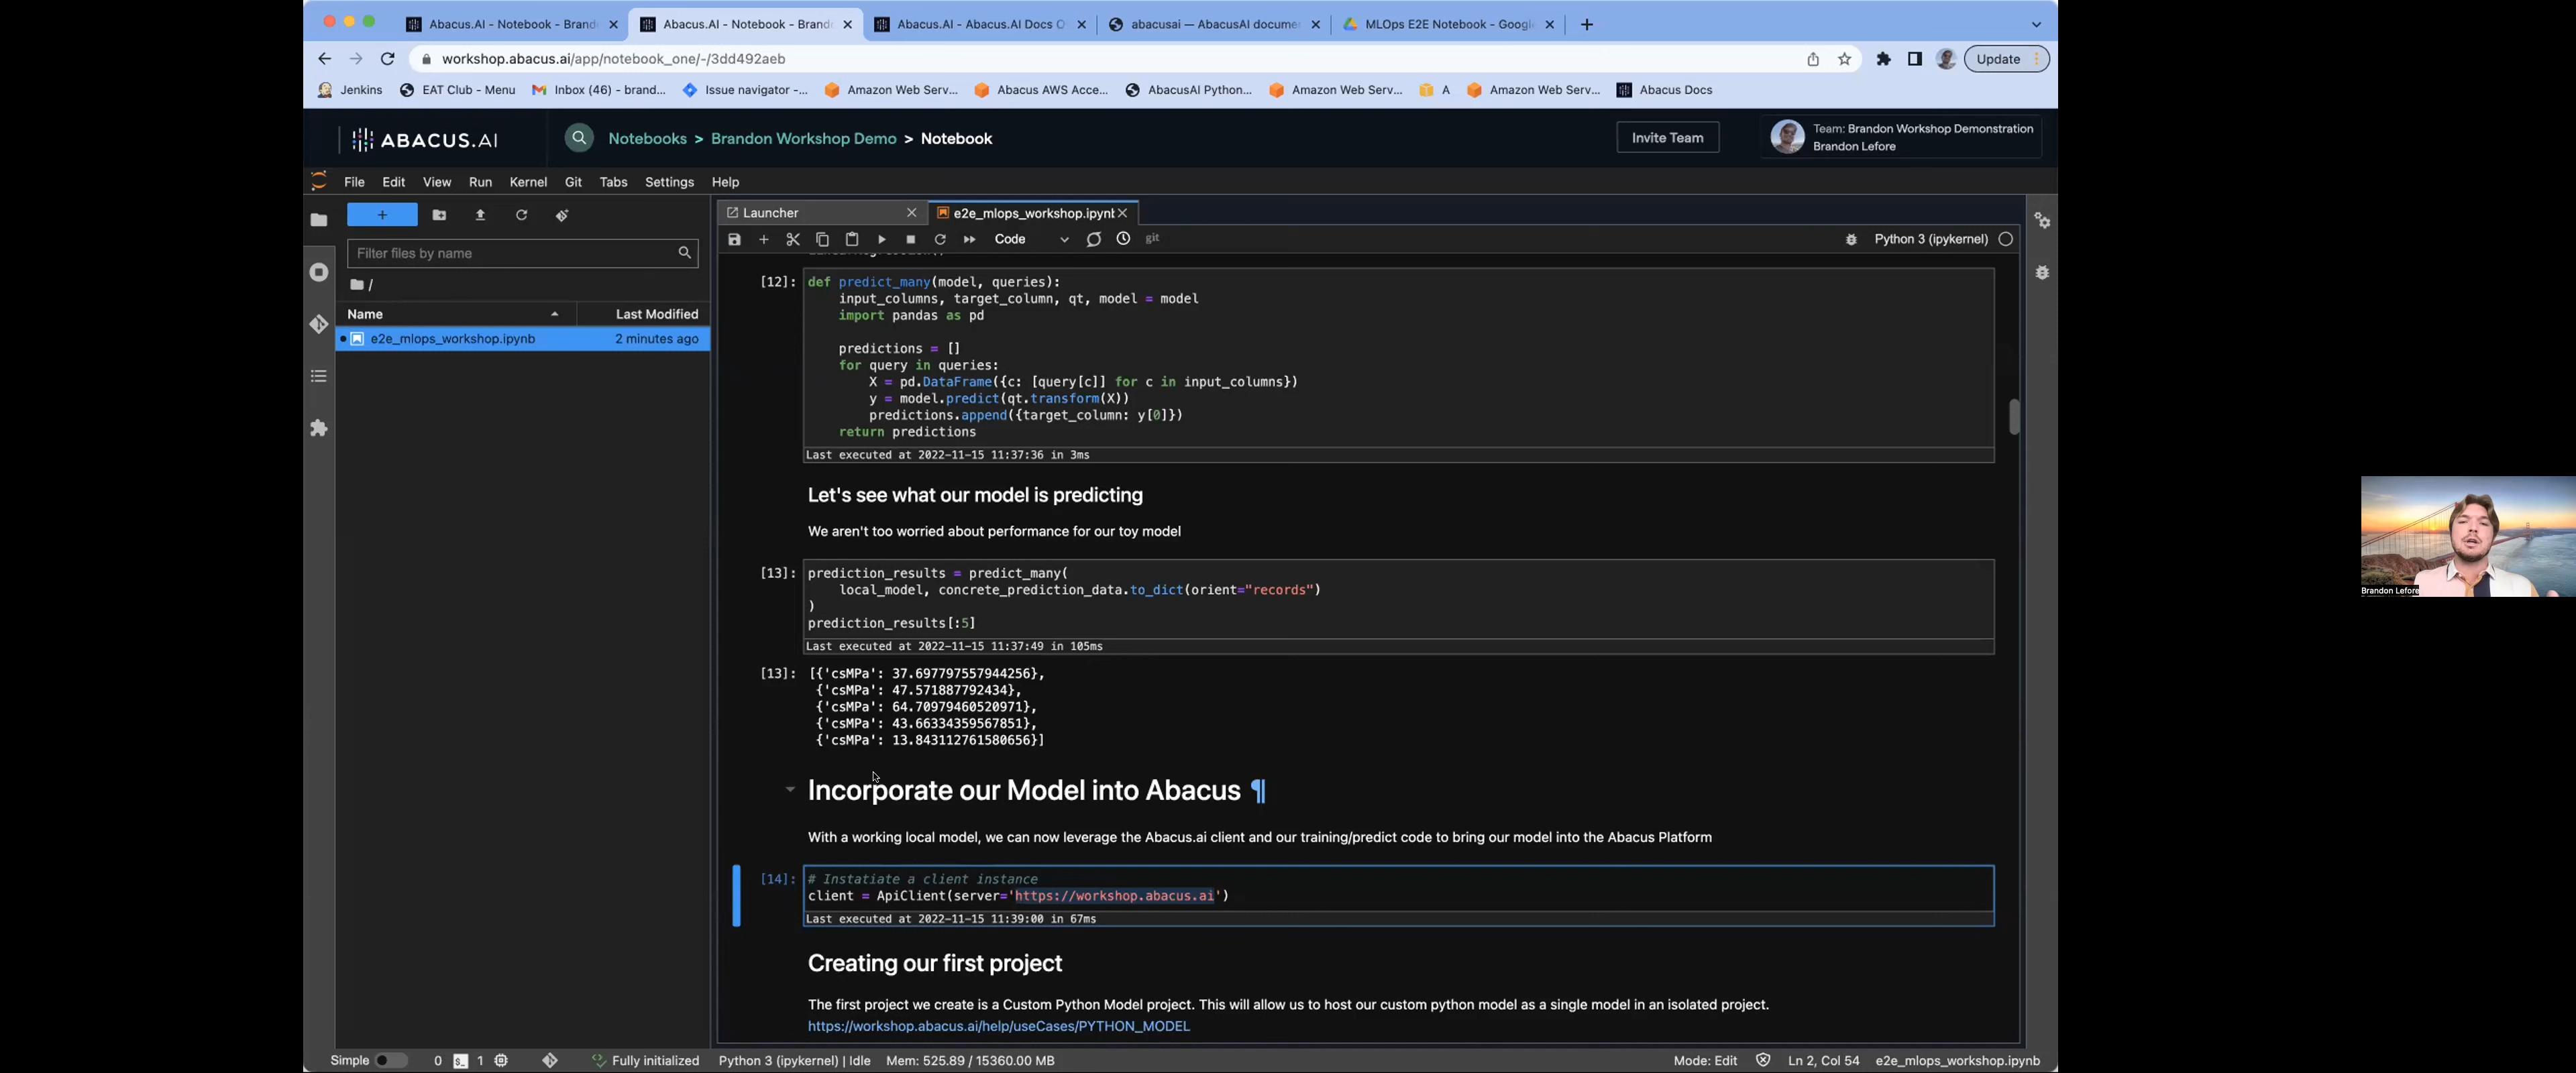 Abacus.AI - Notebook - Brand
Abacus.AI - Notebook - Brand
Abacus.AI - Abacus.AI Docs
abacusai — AbacusAI docume
MLOps E2E Notebook - Google
workshop.abacus.ai/app/notebook_one/-/3dd492aeb
Update
Jenkins
EAT Club - Menu
Inbox (46) - brand...
Issue navigator -...
Amazon Web Serv...
Abacus AWS Acce...
AbacusAI Python...
Amazon Web Serv...
A
Amazon Web Serv...
Abacus Docs
ABACUS.AI
Notebooks > Brandon Workshop Demo > Notebook
Invite Team
Team: Brandon Workshop Demonstration
Brandon Lefore
File Edit View Run Kernel Git Tabs Settings Help
Launcher
e2e_mlops_workshop.ipynb
Code
git
Python 3 (ipykernel)
Filter files by name
/
Name
Last Modified
e2e_mlops_workshop.ipynb
2 minutes ago
[12]:
def predict_many(model, queries):
input_columns, target_column, qt, model = model
import pandas as pd
predictions = []
for query in queries:
X = pd.DataFrame({c: [query[c]] for c in input_columns})
y = model.predict(qt.transform(X))
predictions.append({target_column: y[0]})
return predictions
Last executed at 2022-11-15 11:37:36 in 3ms
Let's see what our model is predicting
We aren't too worried about performance for our toy model
[13]:
prediction_results = predict_many(
local_model, concrete_prediction_data.to_dict(orient="records")
)
prediction_results[:5]
Last executed at 2022-11-15 11:37:49 in 105ms
[13]:
[{'csMPa': 37.697797557944256},
{'csMPa': 47.571887792434},
{'csMPa': 64.70979460520971},
{'csMPa': 43.66334359567851},
{'csMPa': 13.843112761580656}]
Incorporate our Model into Abacus ¶
With a working local model, we can now leverage the Abacus.ai client and our training/predict code to bring our model into the Abacus Platform
[14]:
# Instatiate a client instance
client = ApiClient(server='https://workshop.abacus.ai')
Last executed at 2022-11-15 11:39:00 in 67ms
Creating our first project
The first project we create is a Custom Python Model project. This will allow us to host our custom python model as a single model in an isolated project.
https://workshop.abacus.ai/help/useCases/PYTHON_MODEL
Simple
0
1
Fully initialized
Python 3 (ipykernel) | Idle
Mem: 525.89 / 15360.00 MB
Mode: Edit
Ln 2, Col 54
e2e_mlops_workshop.ipynb
Brandon Lefore